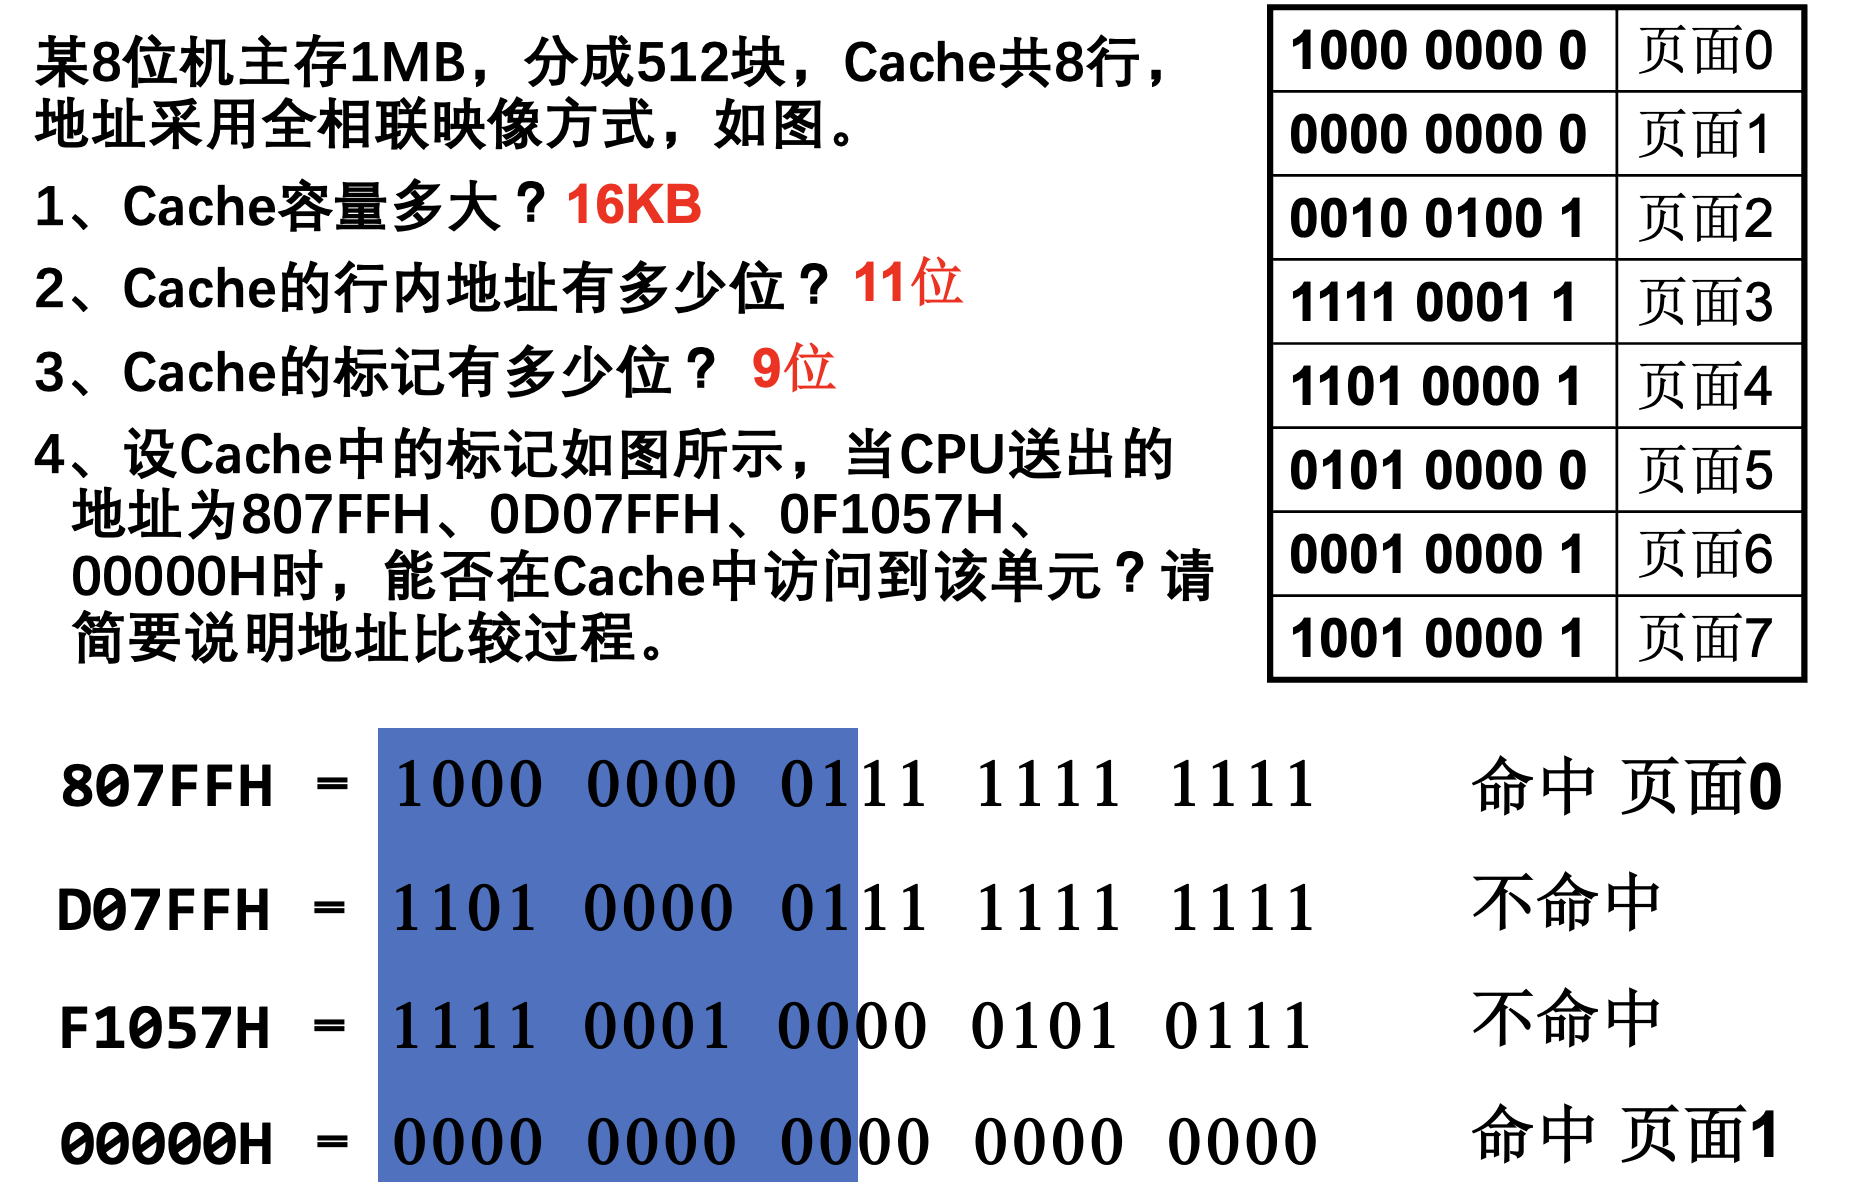 某8位机主存1MB，分成512块，Cache共8行，
地址采用全相联映像方式，如图。
1、Cache容量多大？16KB
2、Cache的行内地址有多少位？11位
3、Cache的标记有多少位？ 9位
4、设Cache中的标记如图所示，当CPU送出的
地址为807FFH、0D07FFH、0F1057H、
00000H时，能否在Cache中访问到该单元？请
简要说明地址比较过程。
1000 0000 0 页面0
0000 0000 0 页面1
0010 0100 1 页面2
1111 0001 1 页面3
1101 0000 1 页面4
0101 0000 0 页面5
0001 0000 1 页面6
1001 0000 1 页面7
807FFH = 1000 0000 0111 1111 1111 命中 页面0
D07FFH = 1101 0000 0111 1111 1111 不命中
F1057H = 1111 0001 0000 0101 0111 不命中
00000H = 0000 0000 0000 0000 0000 命中 页面1